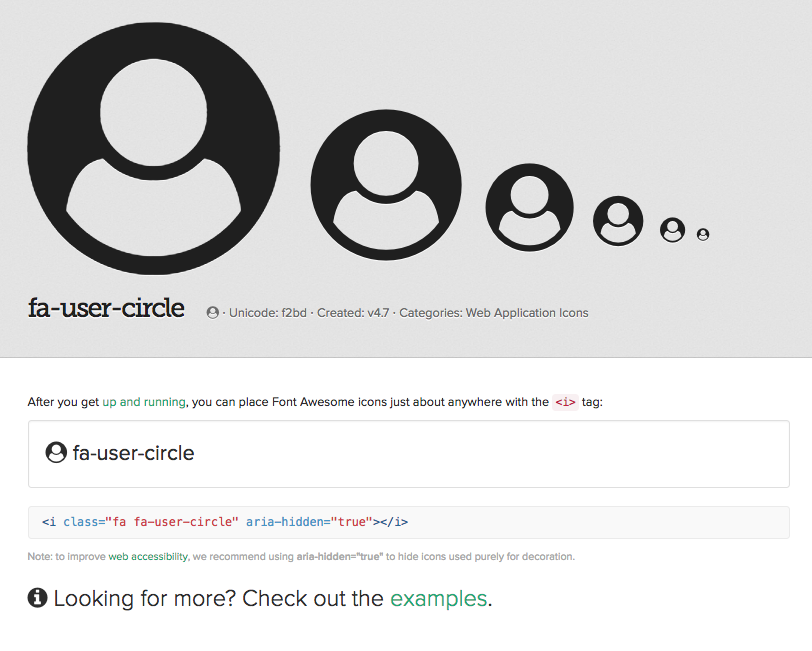 fa-user-circle
· Unicode: f2bd · Created: v4.7 · Categories: Web Application Icons
After you get up and running, you can place Font Awesome icons just about anywhere with the <i> tag:
fa-user-circle
<i class="fa fa-user-circle" aria-hidden="true"></i>
Note: to improve web accessibility, we recommend using aria-hidden="true" to hide icons used purely for decoration.
Looking for more? Check out the examples.